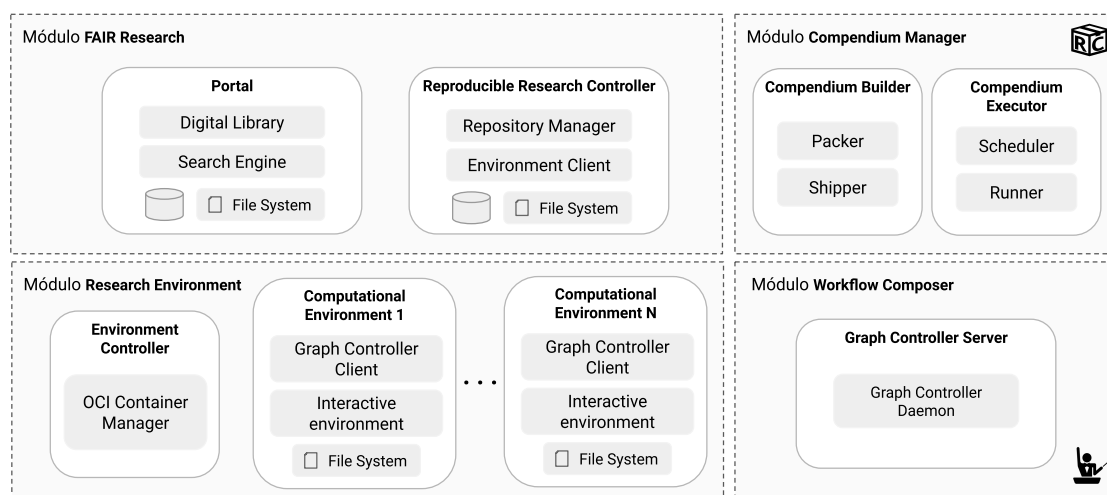 Módulo FAIR Research
Portal
Digital Library
Search Engine
File System
Reproducible Research Controller
Repository Manager
Environment Client
File System
Módulo Compendium Manager
RTC
Compendium Builder
Packer
Shipper
Compendium
Executor
Scheduler
Runner
Módulo Research Environment
Environment
Controller
OCI Container
Manager
Computational
Environment 1
Graph Controller
Client
Interactive
environment
File System
...
Computational
Environment N
Graph Controller
Client
Interactive
environment
File System
Módulo Workflow Composer
Graph Controller Server
Graph Controller
Daemon